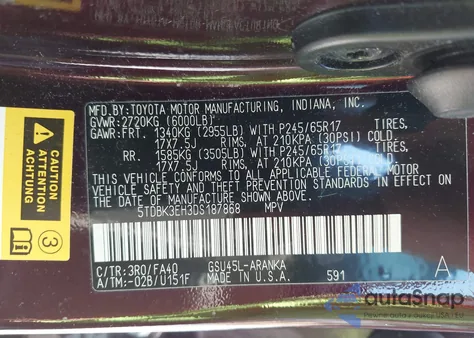 MFD.BY:TOYOTA MOTOR MANUFACTURING, INDIANA, INC.
GVWR:2720KG (6000LB)
GAWR:FRT. 1340KG (2955LB) WITH P245/65R17 TIRES,
17X7.5J RIMS, AT 210KPA (30PSI) COLD.
RR. 1585KG (3505LB) WITH P245/65R17 TIRES,
17X7.5J RIMS, AT 210KPA (30PSI) COLD.
THIS VEHICLE CONFORMS TO ALL APPLICABLE FEDERAL MOTOR
VEHICLE SAFETY AND THEFT PREVENTION STANDARDS IN EFFECT ON
THE DATE OF MANUFACTURE SHOWN ABOVE.
5TDBK3EH3DS187868 MPV
C/TR:3R0/FA40 GSU45L-ARANKA
A/TM:-02B/U151F MADE IN U.S.A. 591 A
CAUTION
ATTENTION
ACHTUNG
3
autoSnap